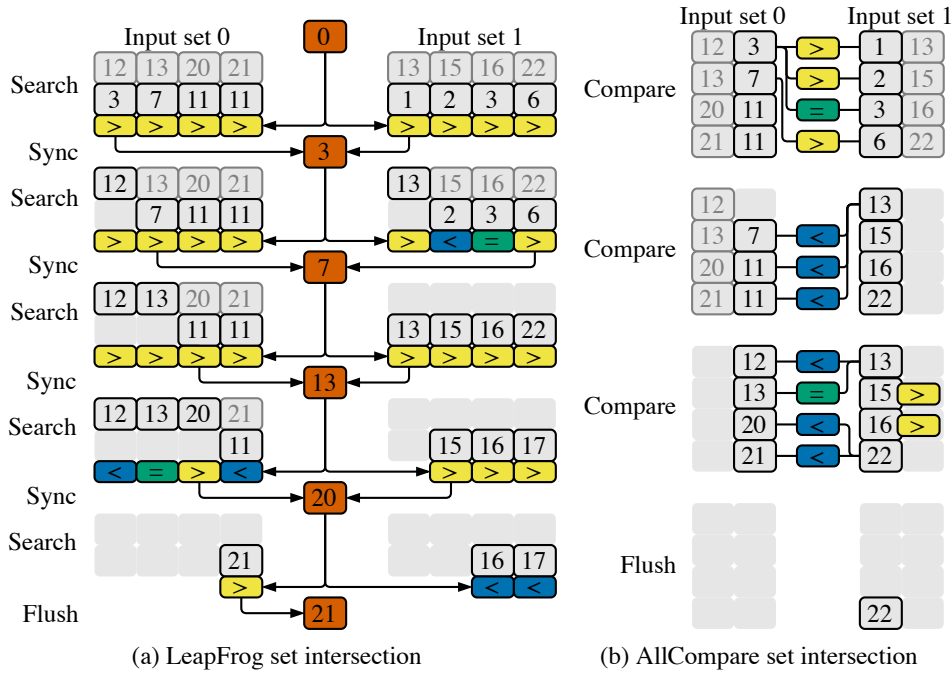 Input set 0 0 Input set 1
12 13 20 21 13 15 16 22
Search
3 7 11 11 1 2 3 6
> > > > > > > >
Sync 3
12 13 20 21 13 15 16 22
Search
7 11 11 2 3 6
> > > > > < = >
Sync 7
12 13 20 21
Search
11 11 13 15 16 22
> > > > > > > >
Sync 13
12 13 20 21
Search
11 15 16 17
< = > < > > >
Sync 20
Search
21 16 17
> < <
Flush 21
(a) LeapFrog set intersection
Input set 0 Input set 1
12 3 > 1 13
13 7 > 2 15
Compare
20 11 = 3 16
21 11 > 6 22
12 13
13 7 < 15
Compare
20 11 < 16
21 11 < 22
12 < 13
13 = 15 >
Compare
20 < 16 >
21 < 22
Flush
22
(b) AllCompare set intersection